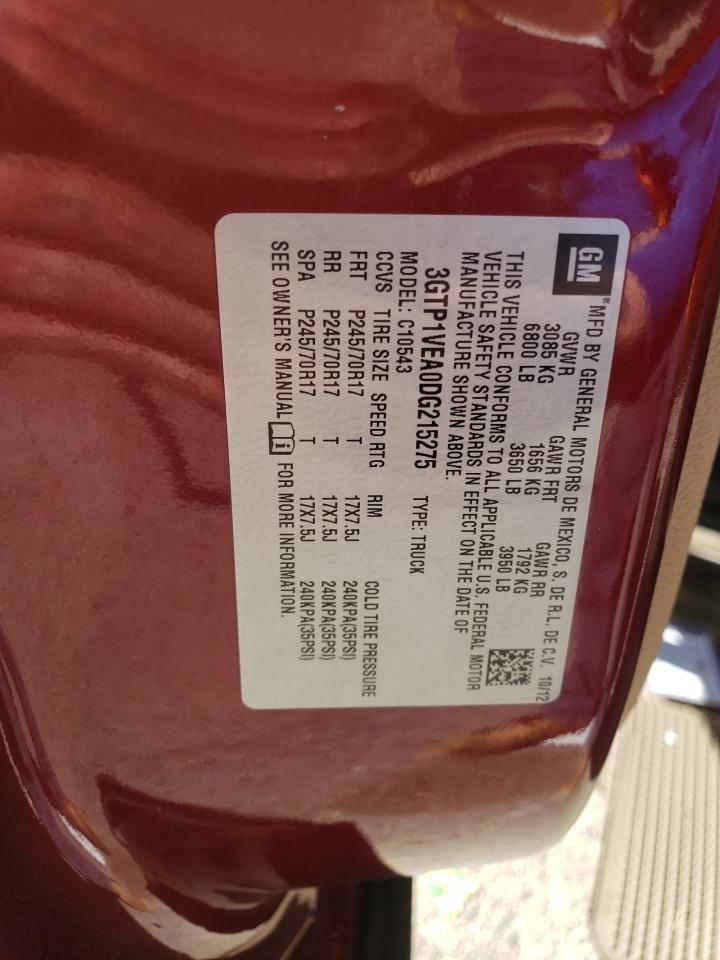 GM
MFD BY GENERAL MOTORS DE MEXICO, S. DE R.L. DE C.V. 10/12
GVWR GAWR FRT GAWR RR
3085 KG 1656 KG 1792 KG
6800 LB 3650 LB 3950 LB
THIS VEHICLE CONFORMS TO ALL APPLICABLE U.S. FEDERAL MOTOR
VEHICLE SAFETY STANDARDS IN EFFECT ON THE DATE OF
MANUFACTURE SHOWN ABOVE.
3GTP1VEA0DG215275 TYPE: TRUCK
MODEL: C10543
CCVS TIRE SIZE SPEED RTG RIM COLD TIRE PRESSURE
FRT P245/70R17 T 17X7.5J 240KPA(35PSI)
RR P245/70R17 T 17X7.5J 240KPA(35PSI)
SPA P245/70R17 T 17X7.5J 240KPA(35PSI)
SEE OWNER'S MANUAL i FOR MORE INFORMATION.